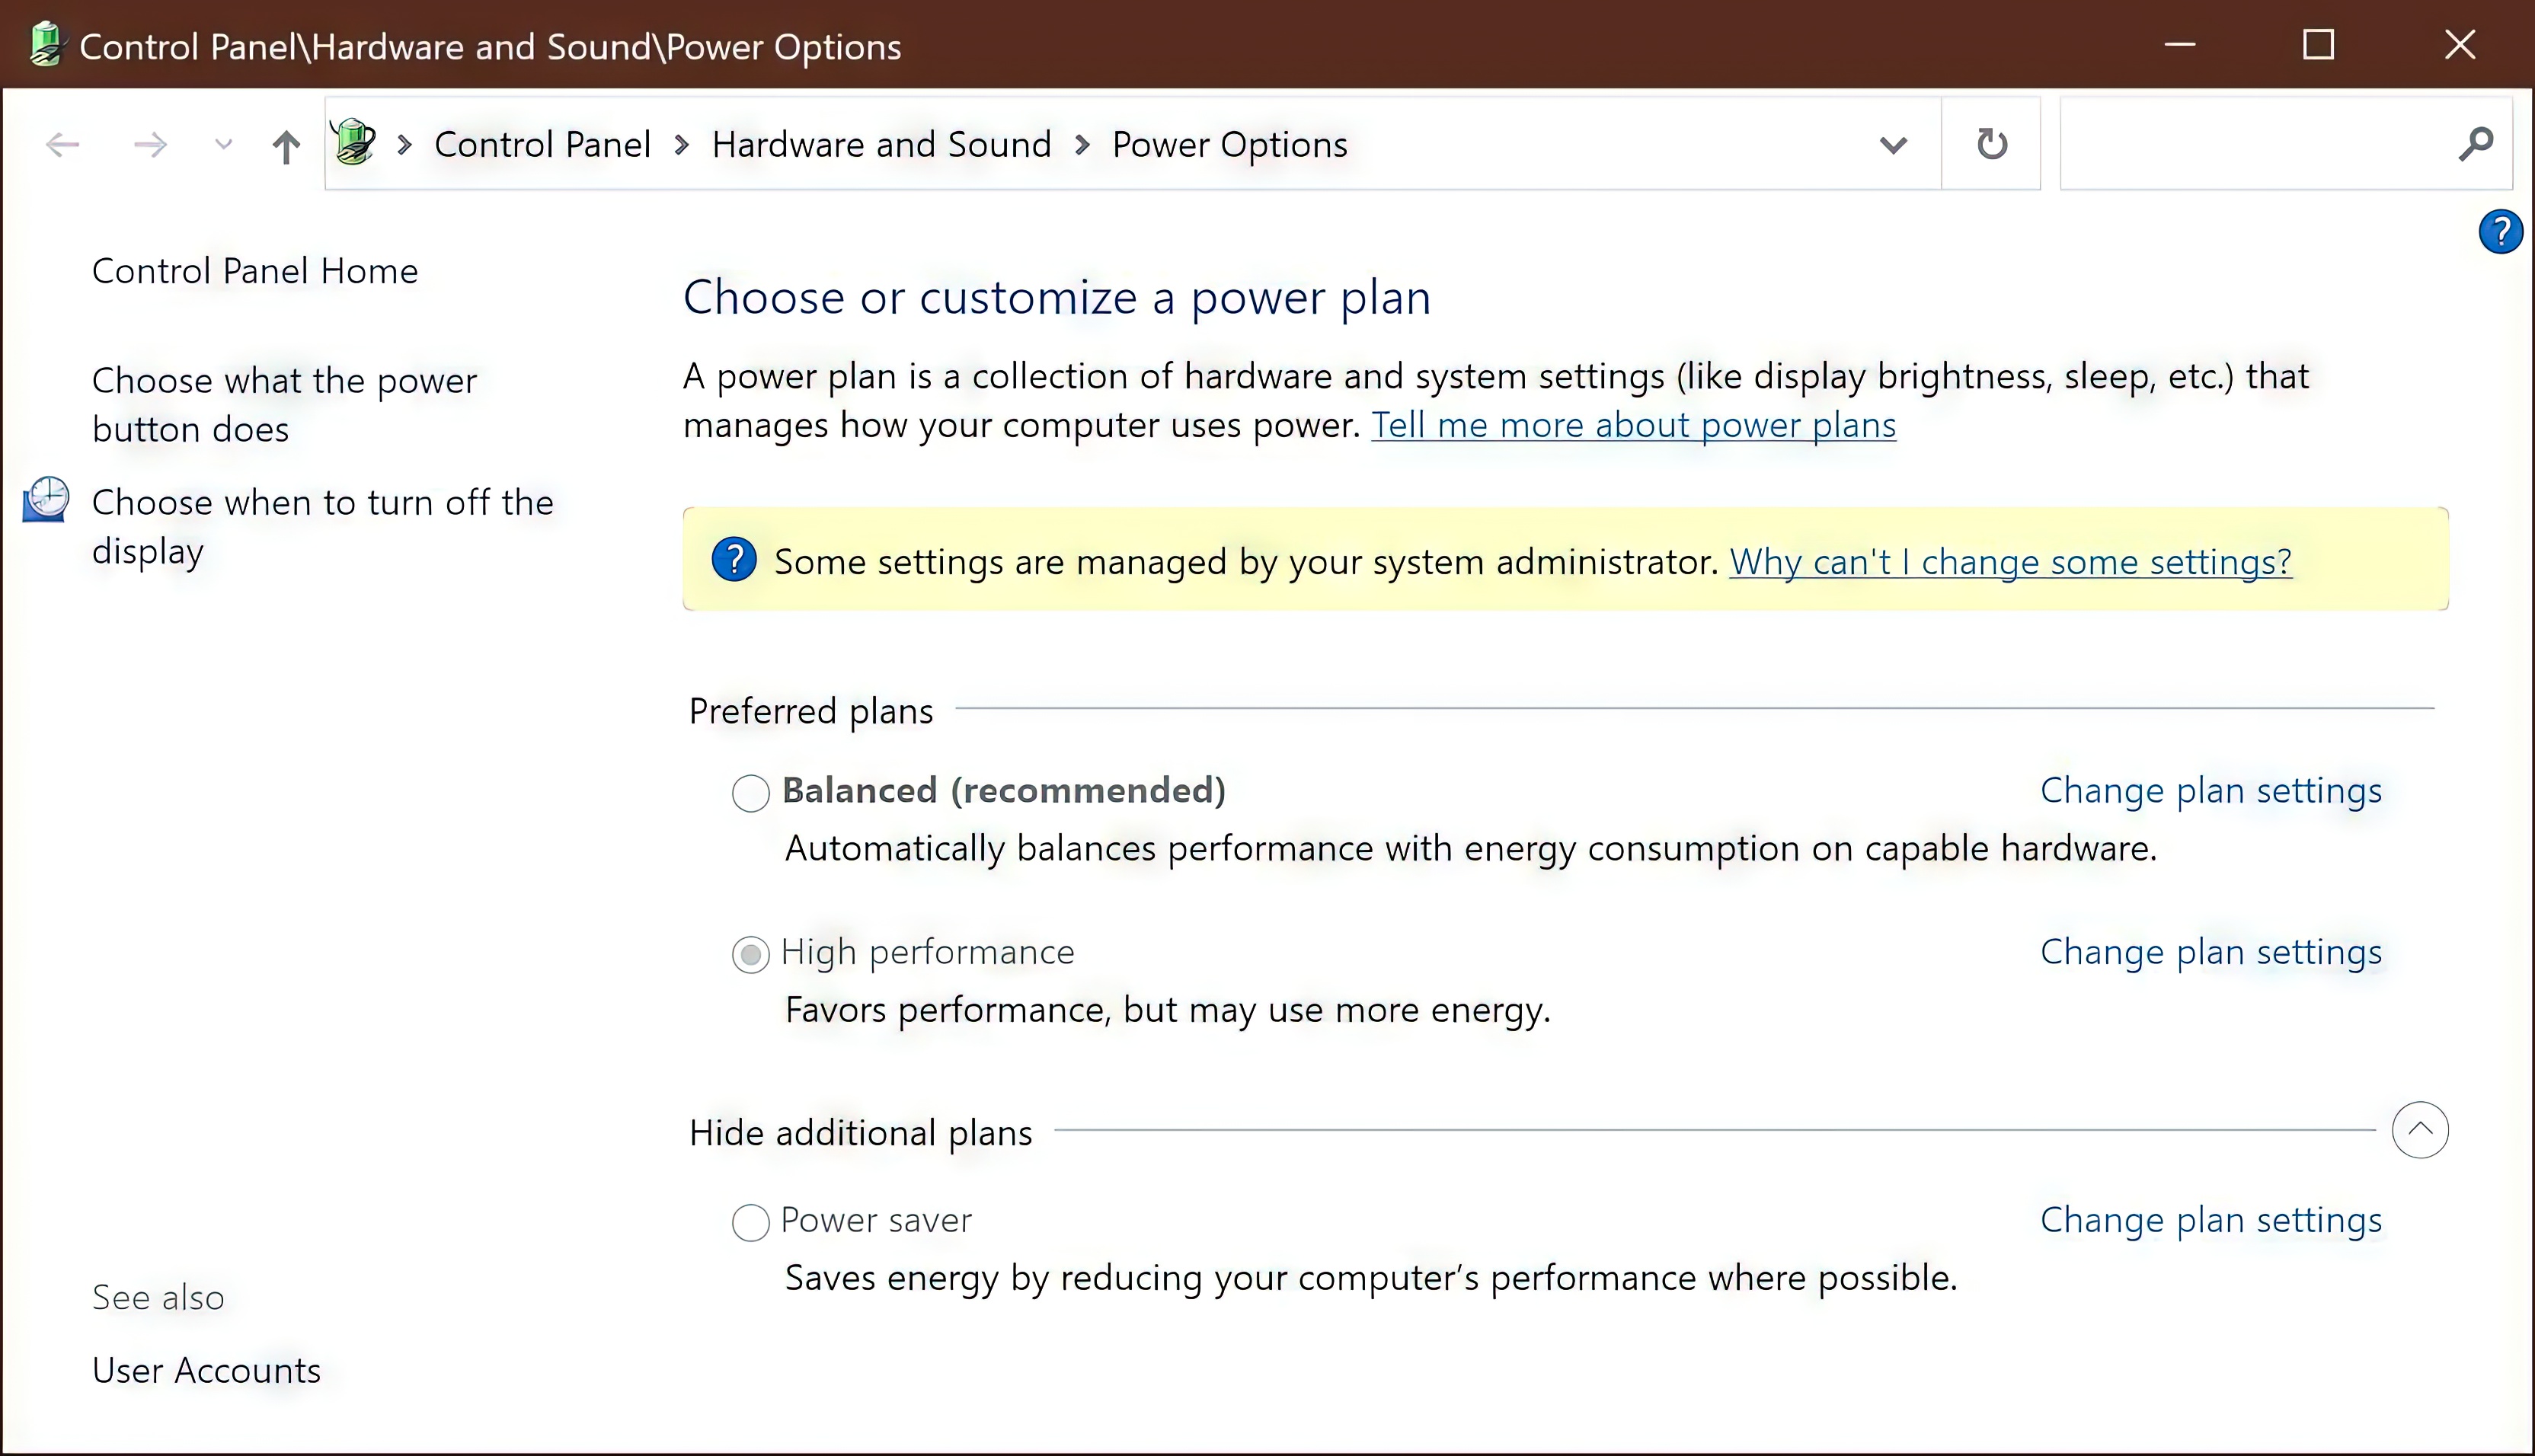 Control Panel\Hardware and Sound\Power Options
Control Panel > Hardware and Sound > Power Options
Control Panel Home
Choose what the power
button does
Choose when to turn off the
display
See also
User Accounts
Choose or customize a power plan
A power plan is a collection of hardware and system settings (like display brightness, sleep, etc.) that
manages how your computer uses power. Tell me more about power plans
Some settings are managed by your system administrator. Why can't I change some settings?
Preferred plans
Balanced (recommended) Change plan settings
Automatically balances performance with energy consumption on capable hardware.
High performance Change plan settings
Favors performance, but may use more energy.
Hide additional plans
Power saver Change plan settings
Saves energy by reducing your computer’s performance where possible.